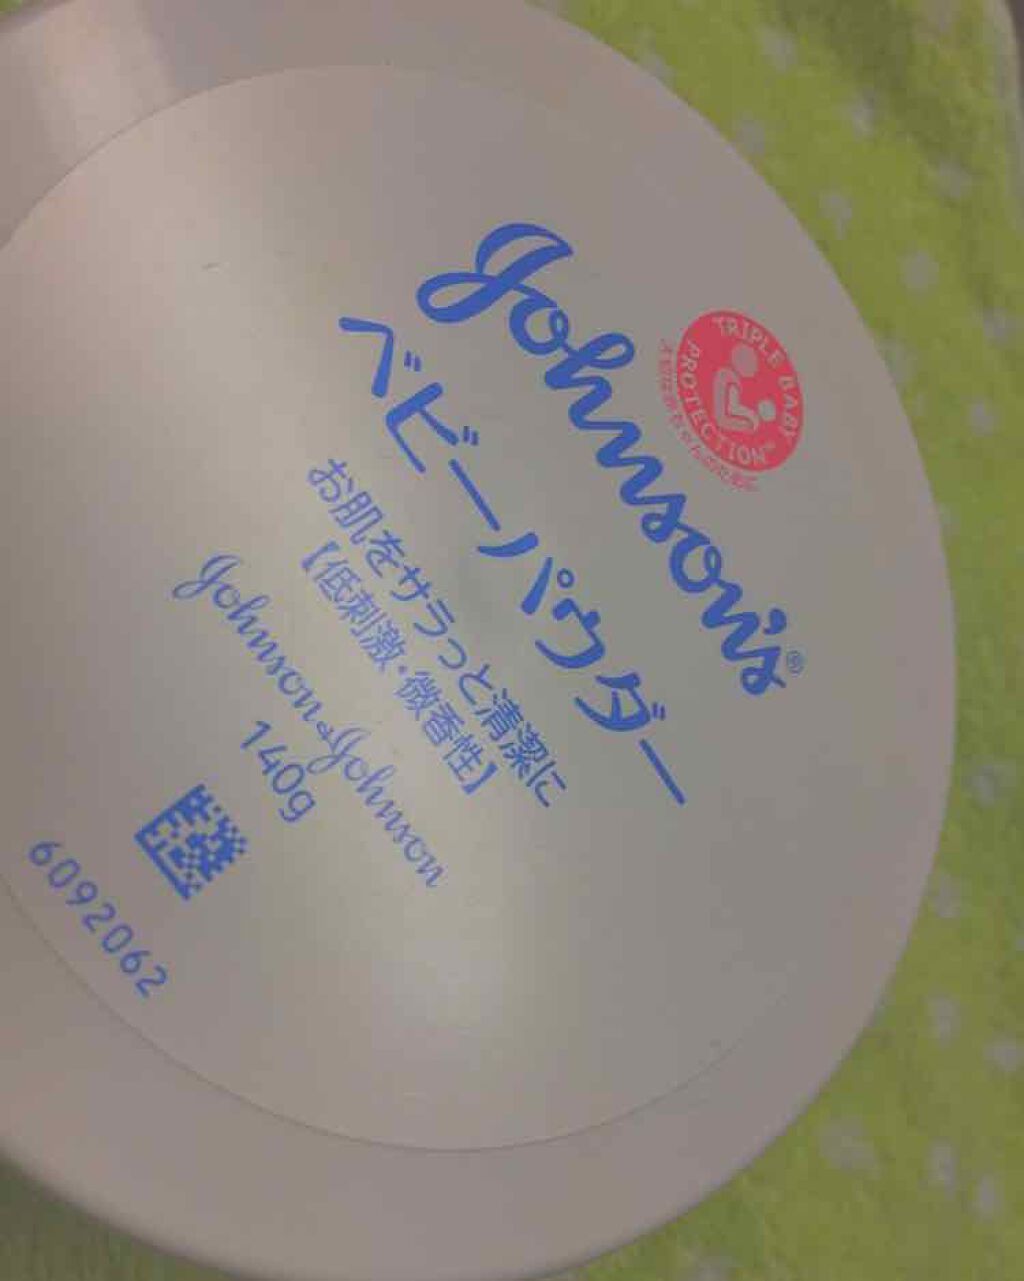 Johnson's®
TRIPLE BABY
PROTECTION™
ベビーパウダー
お肌をサラっと清潔に
【低刺激・微香性】
Johnson & Johnson
140g
6092062